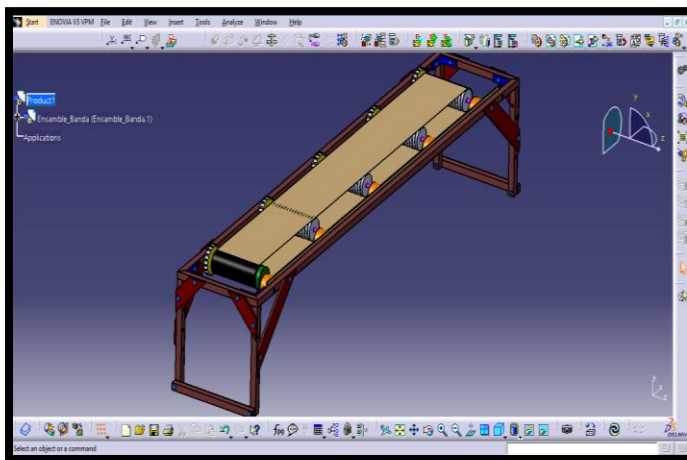 Start ENOVIA V5 VPM File Edit View Insert Tools Analyze Window Help
Product1
Ensamble_Banda (Ensamble_Banda.1)
Applications
y
x
z
Select an object or a command